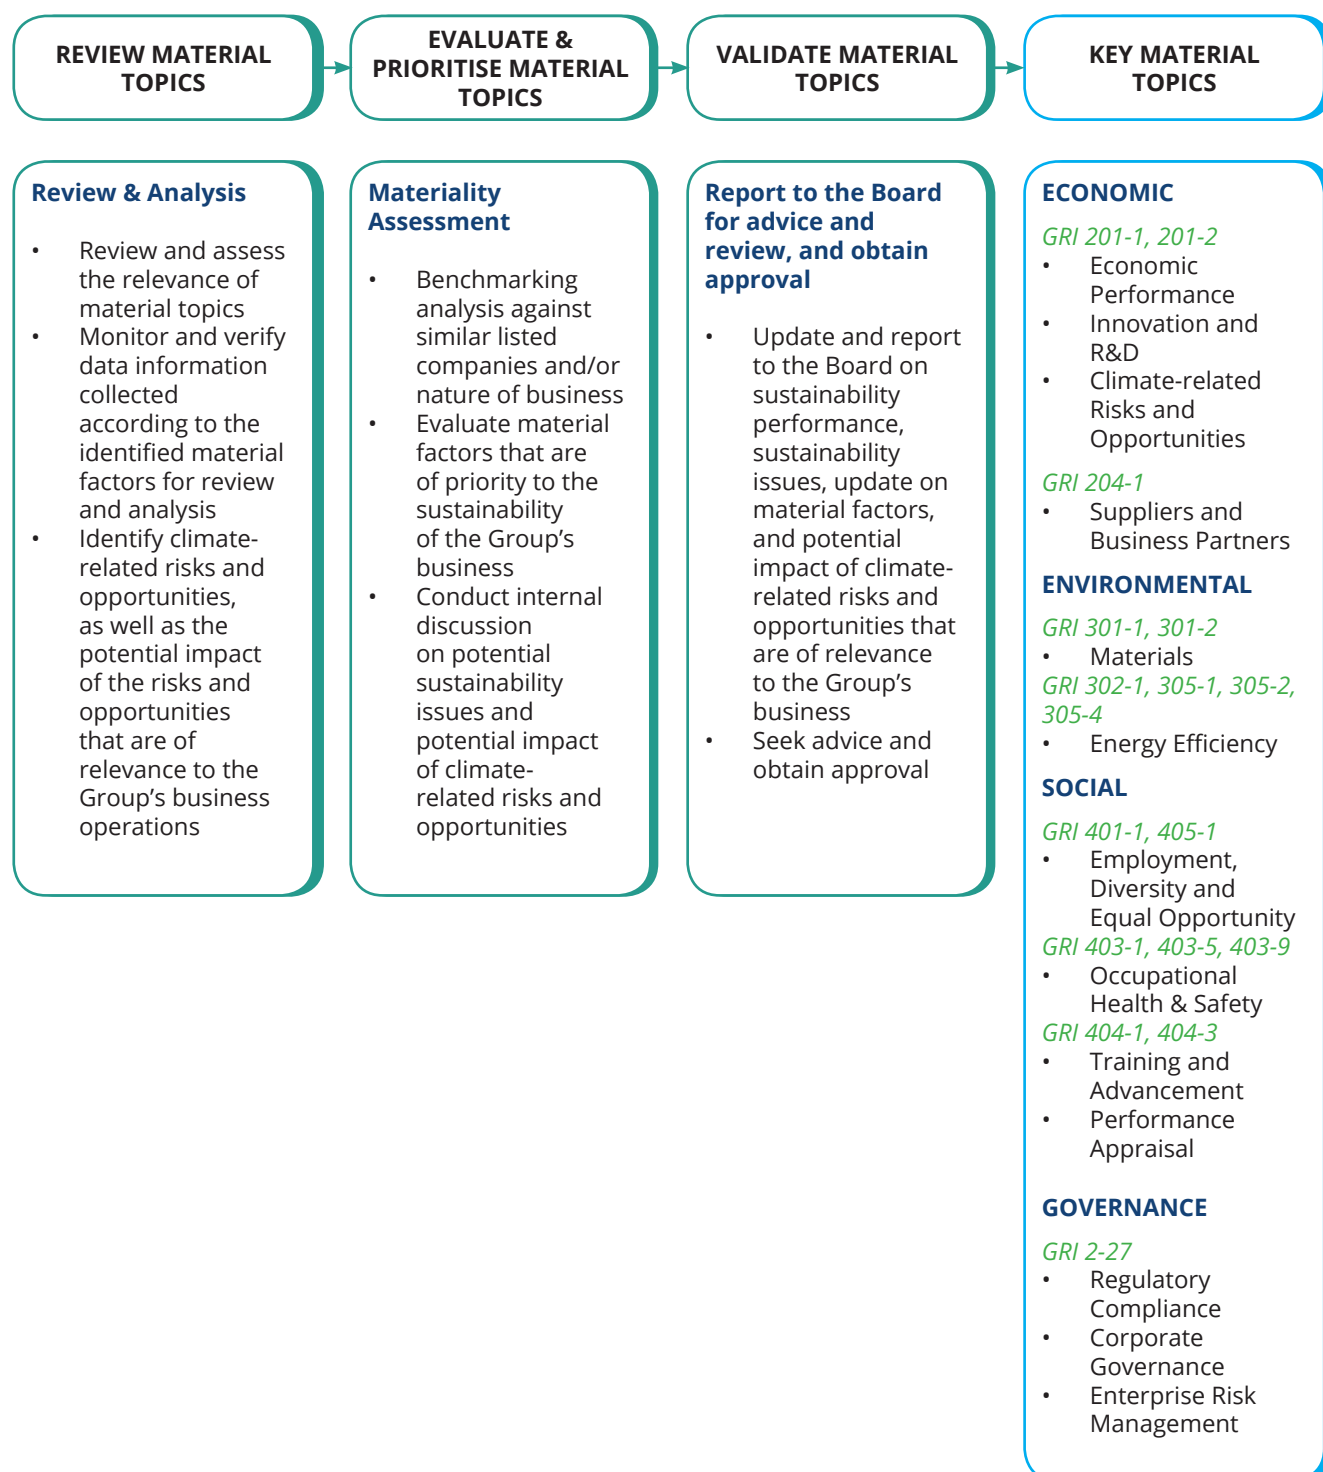 REVIEW MATERIAL
TOPICS
EVALUATE &
PRIORITISE MATERIAL
TOPICS
VALIDATE MATERIAL
TOPICS
KEY MATERIAL
TOPICS
Review & Analysis
• Review and assess
the relevance of
material topics
• Monitor and verify
data information
collected
according to the
identified material
factors for review
and analysis
• Identify climate-
related risks and
opportunities,
as well as the
potential impact
of the risks and
opportunities
that are of
relevance to the
Group’s business
operations
Materiality
Assessment
• Benchmarking
analysis against
similar listed
companies and/or
nature of business
• Evaluate material
factors that are
of priority to the
sustainability
of the Group’s
business
• Conduct internal
discussion
on potential
sustainability
issues and
potential impact
of climate-
related risks and
opportunities
Report to the Board
for advice and
review, and obtain
approval
• Update and report
to the Board on
sustainability
performance,
sustainability
issues, update on
material factors,
and potential
impact of climate-
related risks and
opportunities that
are of relevance
to the Group’s
business
• Seek advice and
obtain approval
ECONOMIC
GRI 201-1, 201-2
• Economic
Performance
• Innovation and
R&D
• Climate-related
Risks and
Opportunities
GRI 204-1
• Suppliers and
Business Partners
ENVIRONMENTAL
GRI 301-1, 301-2
• Materials
GRI 302-1, 305-1, 305-2,
305-4
• Energy Efficiency
SOCIAL
GRI 401-1, 405-1
• Employment,
Diversity and
Equal Opportunity
GRI 403-1, 403-5, 403-9
• Occupational
Health & Safety
GRI 404-1, 404-3
• Training and
Advancement
• Performance
Appraisal
GOVERNANCE
GRI 2-27
• Regulatory
Compliance
• Corporate
Governance
• Enterprise Risk
Management